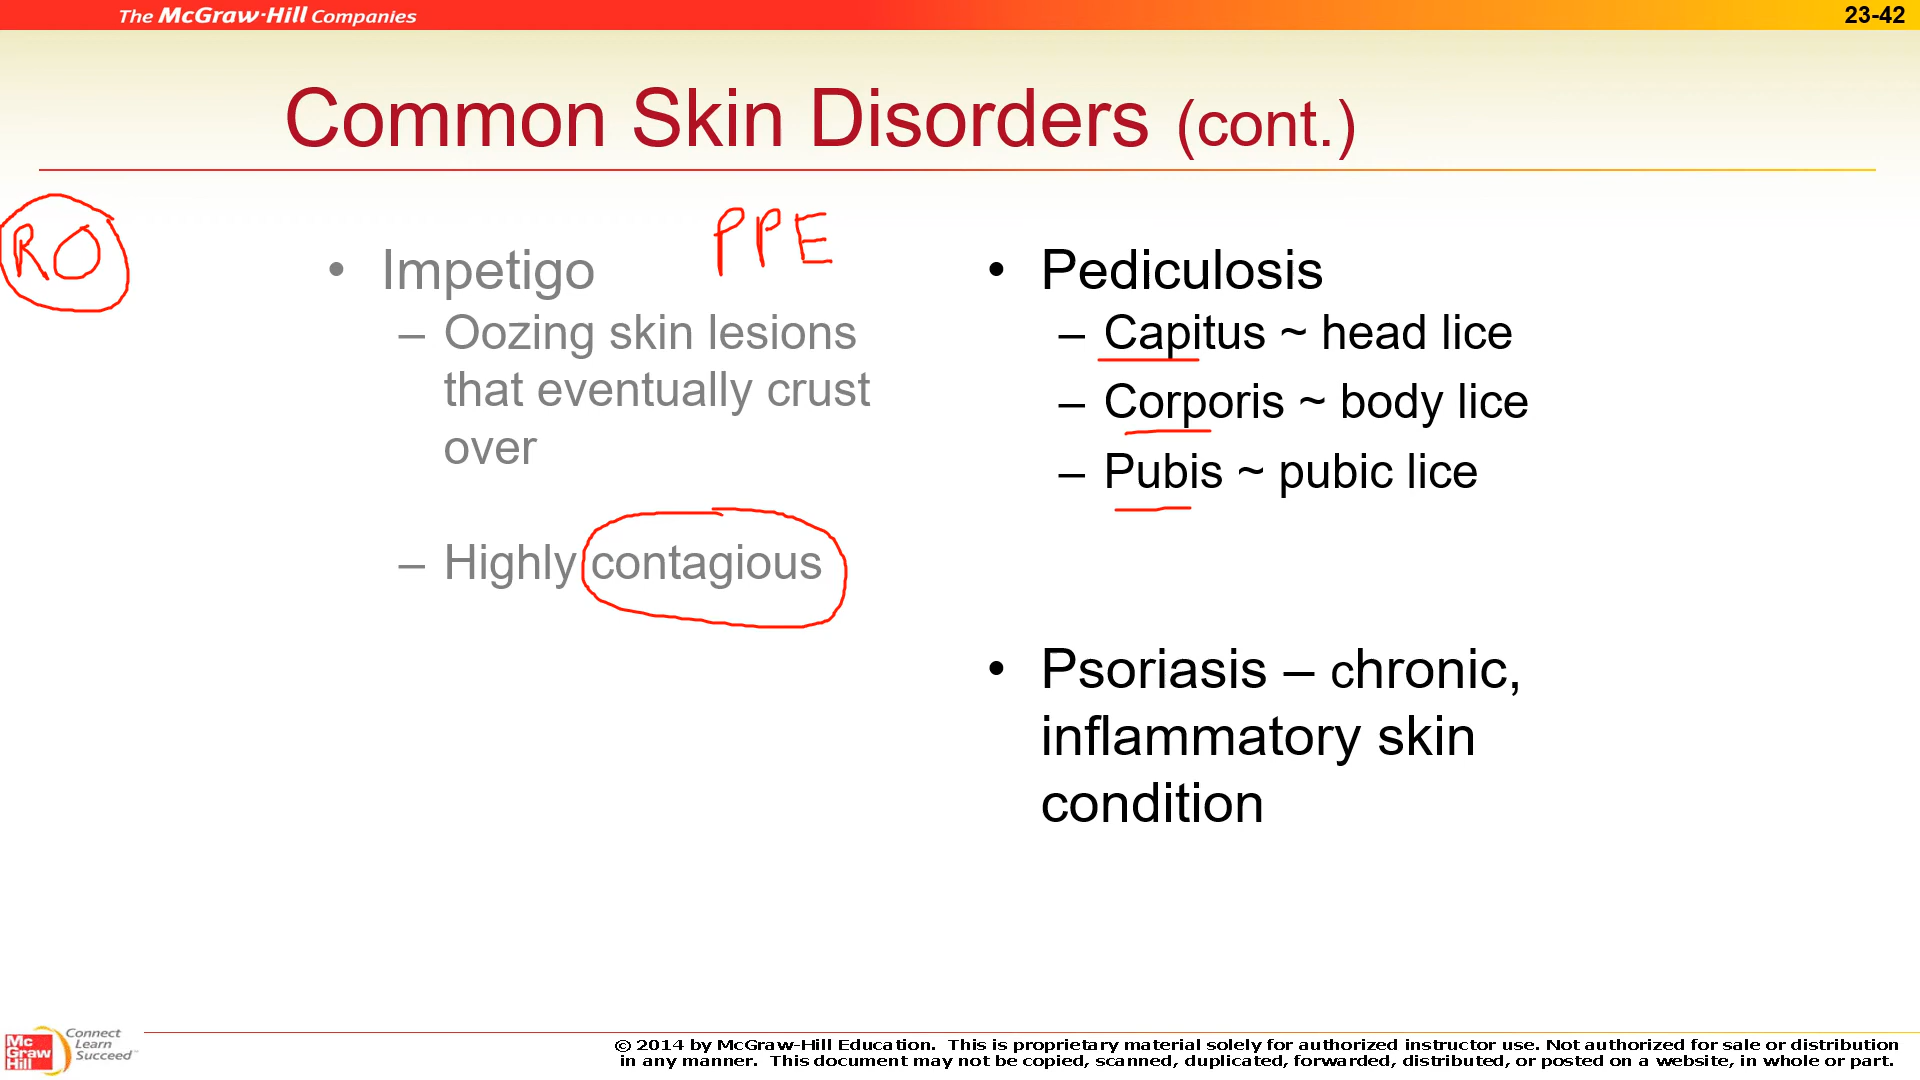 The McGraw-Hill Companies
23-42
Common Skin Disorders (cont.)
RO
PPE
• Impetigo
– Oozing skin lesions
that eventually crust
over
– Highly contagious
• Pediculosis
– Capitus ~ head lice
– Corporis ~ body lice
– Pubis ~ pubic lice
• Psoriasis – chronic,
inflammatory skin
condition
Mc
Graw
Hill
Connect
Learn
Succeed™
© 2014 by McGraw-Hill Education. This is proprietary material solely for authorized instructor use. Not authorized for sale or distribution
in any manner. This document may not be copied, scanned, duplicated, forwarded, distributed, or posted on a website, in whole or part.